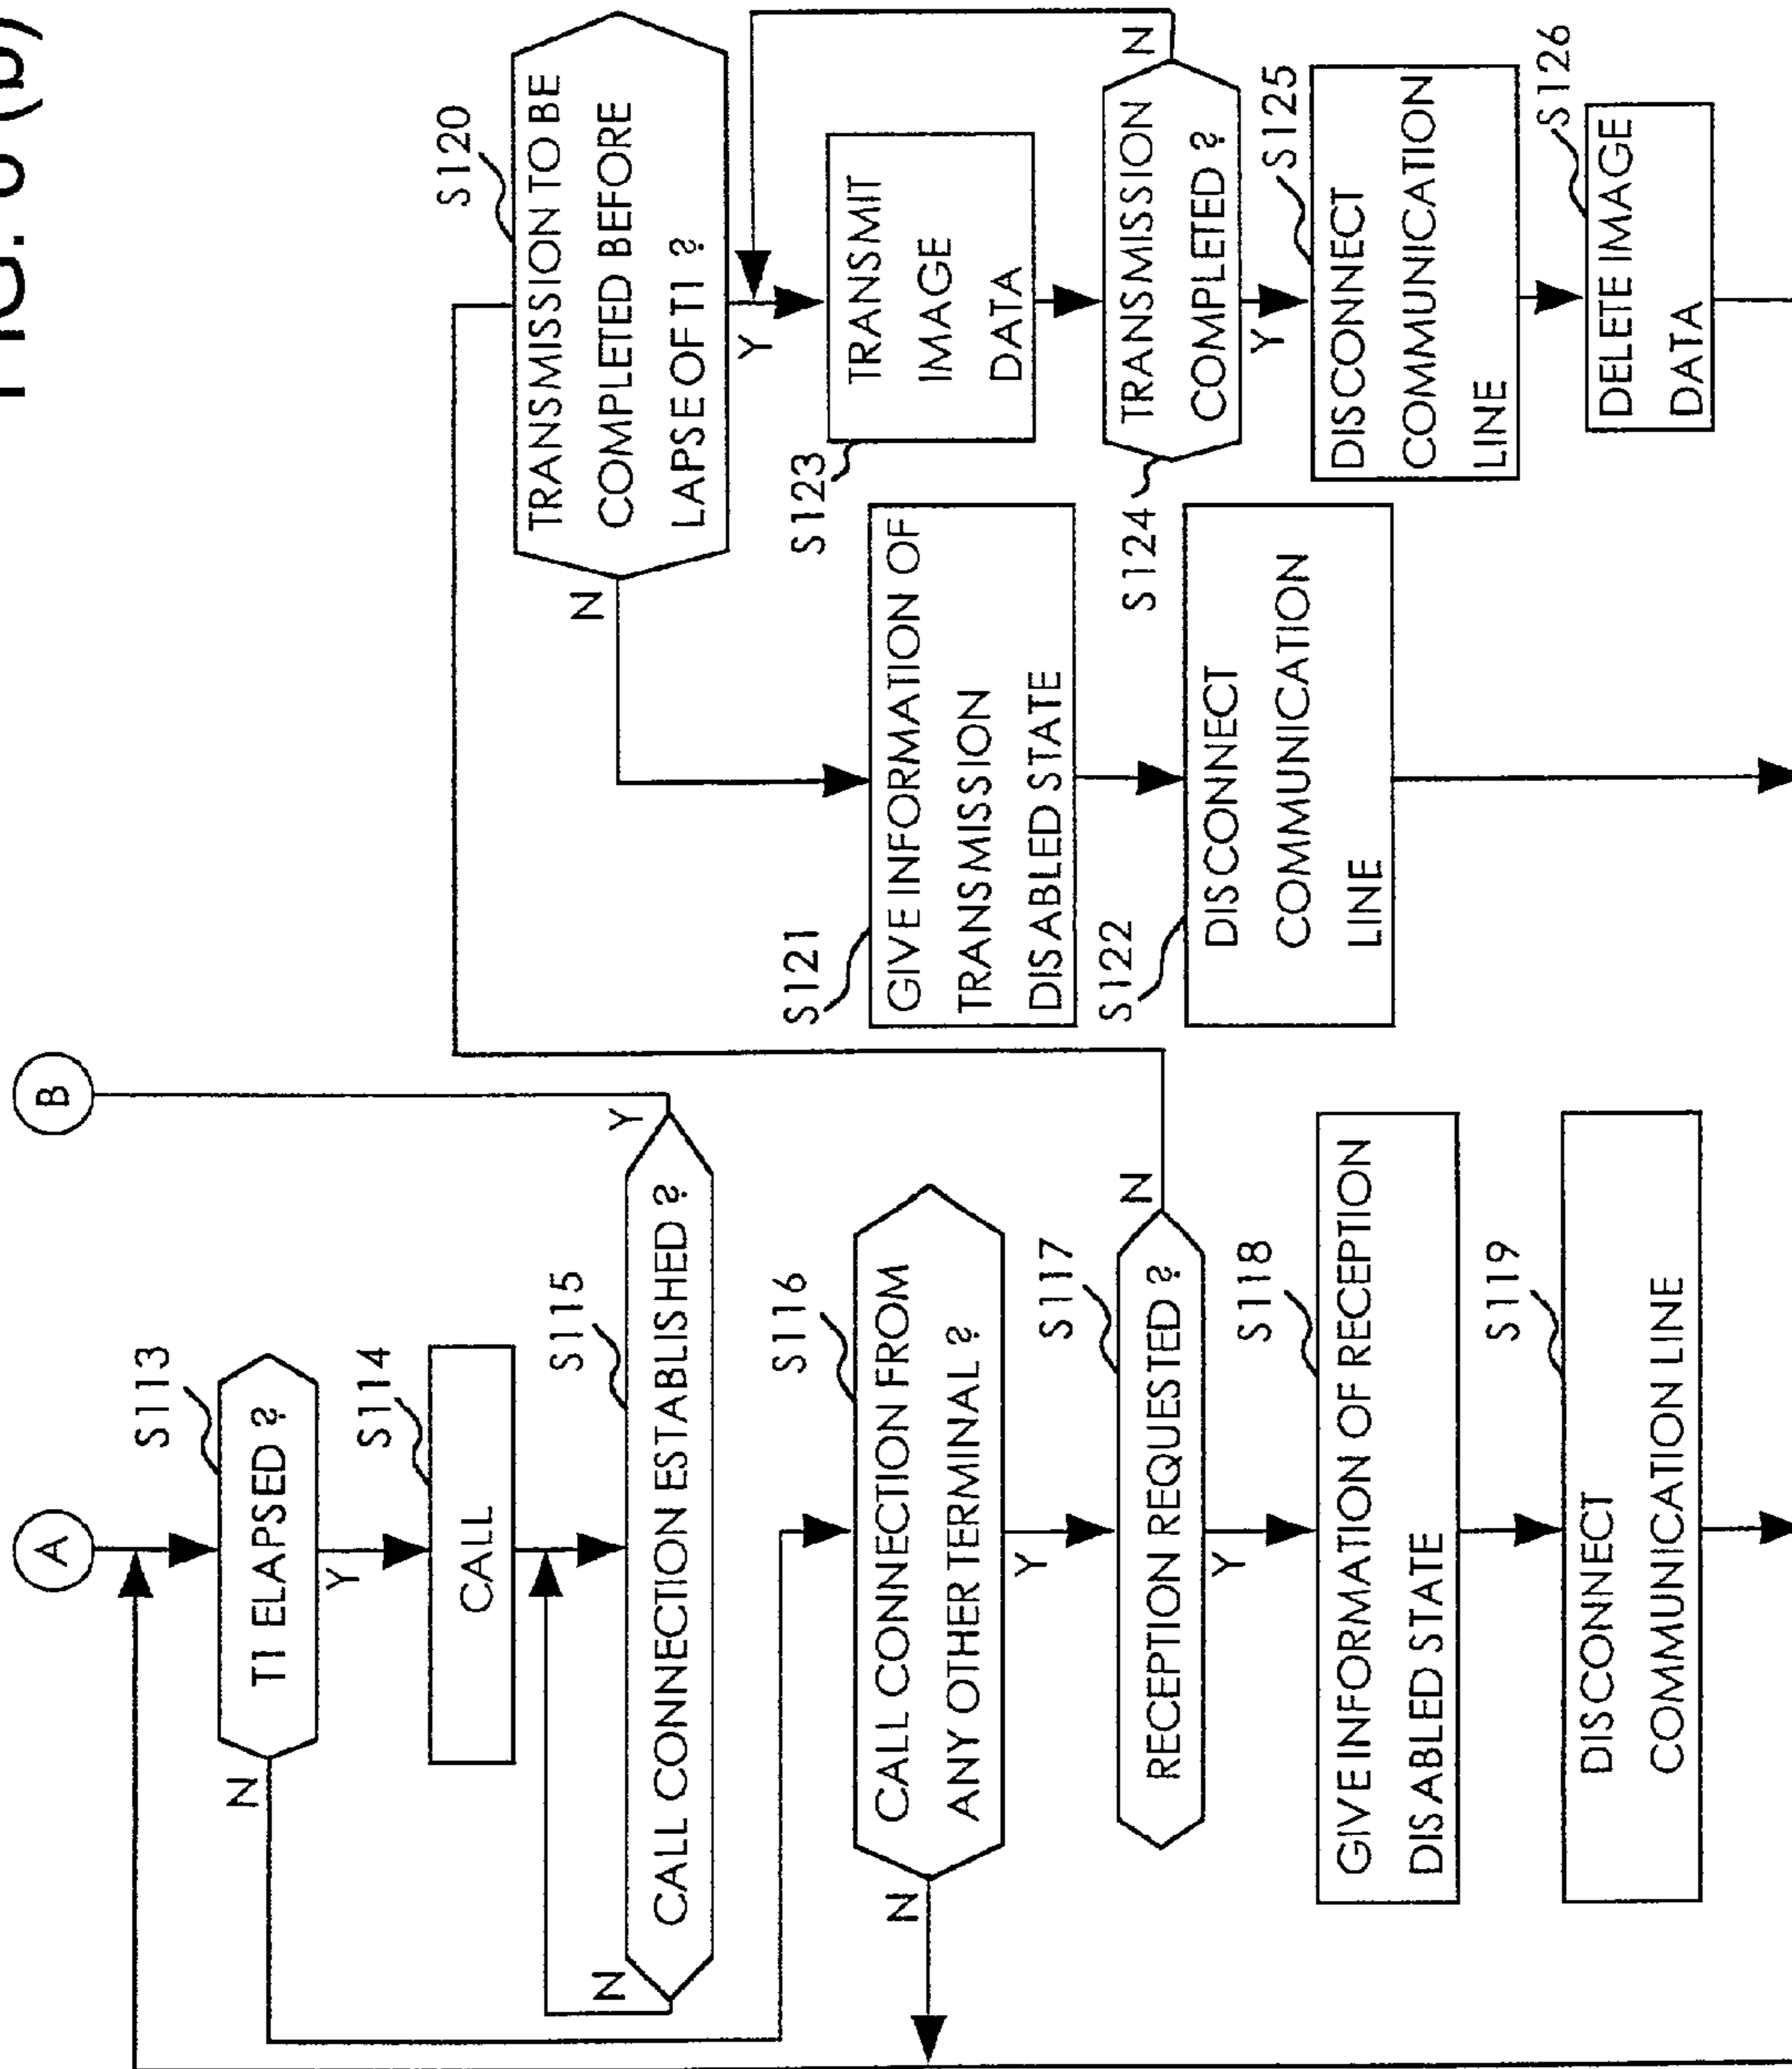 FIG. (b)
A
B
S113
T1 ELAPSED ?
N
Y
S114
CALL
S115
CALL CONNECTION ESTABLISHED ?
N
Y
S116
CALL CONNECTION FROM
ANY OTHER TERMINAL ?
N
Y
S117
RECEPTION REQUESTED ?
N
Y
S118
GIVE INFORMATION OF RECEPTION
DISABLED STATE
S119
DISCONNECT
COMMUNICATION LINE
S120
TRANSMISSION TO BE
COMPLETED BEFORE
LAPSE OF T1 ?
N
Y
S121
GIVE INFORMATION OF
TRANSMISSION
DISABLED STATE
S122
DISCONNECT
COMMUNICATION
LINE
S123
TRANSMIT
IMAGE
DATA
S124
TRANSMISSION
COMPLETED ?
N
Y
S125
DISCONNECT
COMMUNICATION
LINE
S126
DELETE IMAGE
DATA